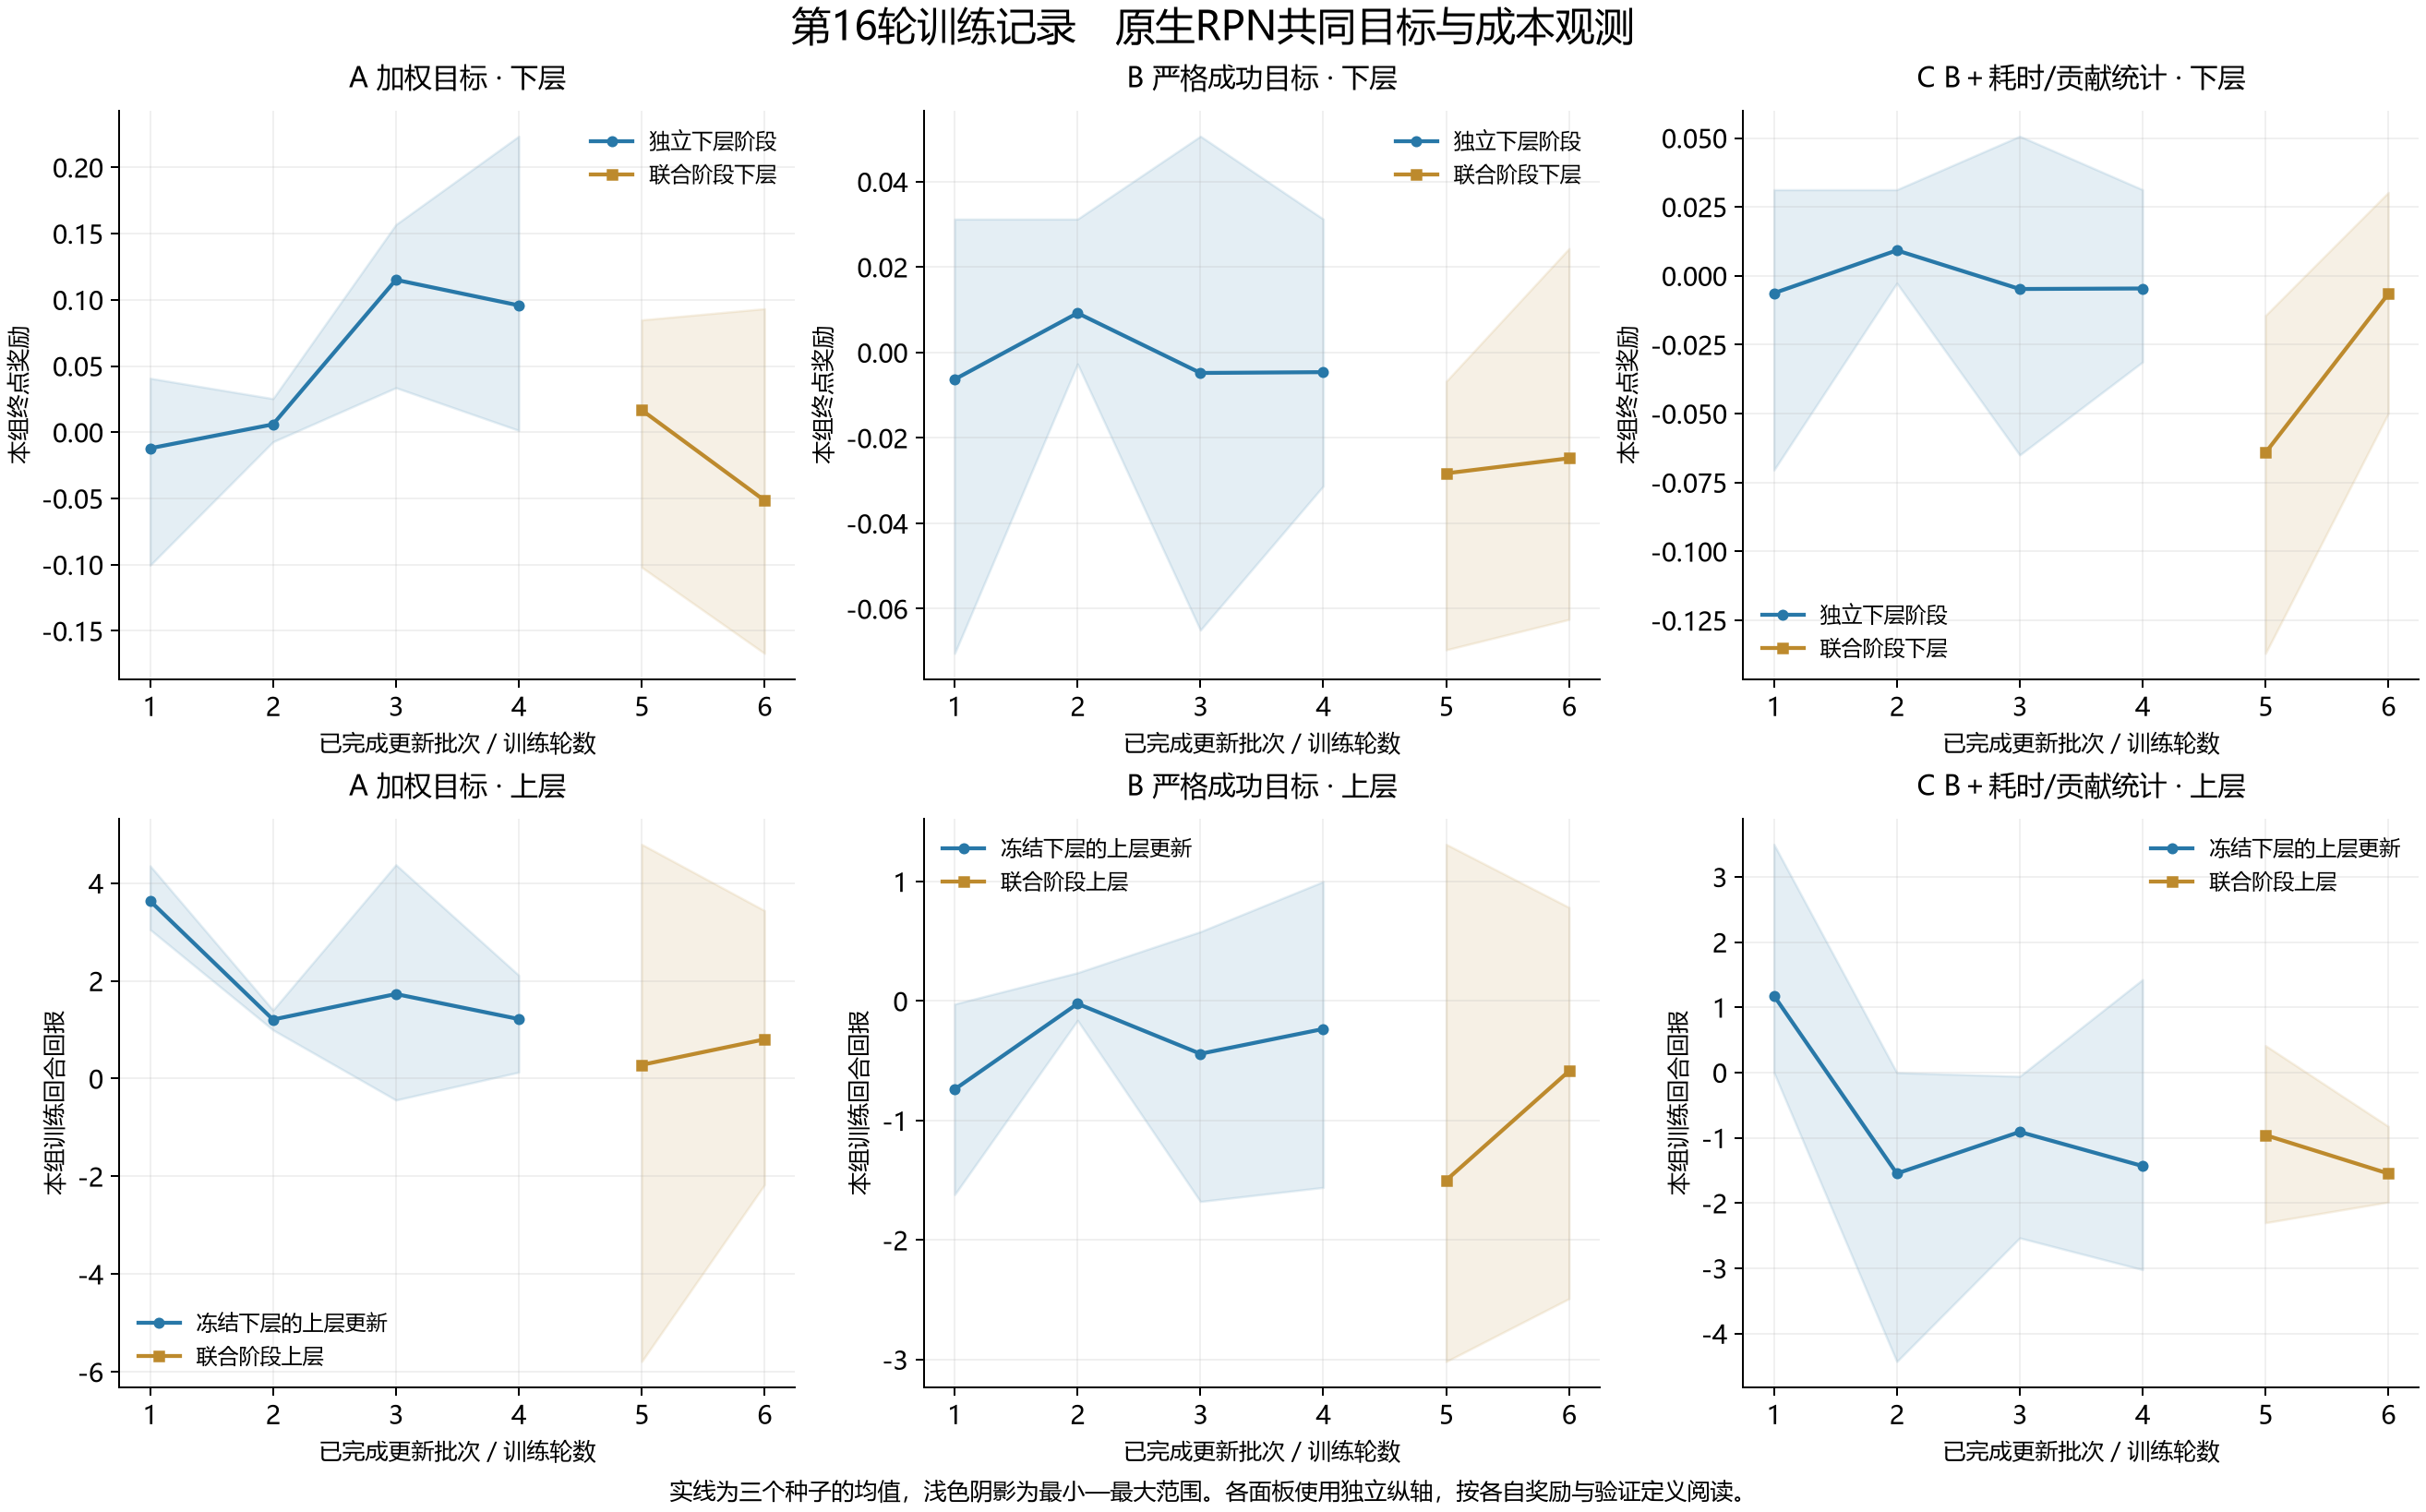 第16轮训练记录　原生RPN共同目标与成本观测
A 加权目标 · 下层
0.20
0.15
0.10
0.05
0.00
-0.05
-0.10
-0.15
本组终点奖励
独立下层阶段
联合阶段下层
1 2 3 4 5 6
已完成更新批次 / 训练轮数
B 严格成功目标 · 下层
0.04
0.02
0.00
-0.02
-0.04
-0.06
本组终点奖励
独立下层阶段
联合阶段下层
1 2 3 4 5 6
已完成更新批次 / 训练轮数
C B + 耗时/贡献统计 · 下层
0.050
0.025
0.000
-0.025
-0.050
-0.075
-0.100
-0.125
本组终点奖励
独立下层阶段
联合阶段下层
1 2 3 4 5 6
已完成更新批次 / 训练轮数
A 加权目标 · 上层
4
2
0
-2
-4
-6
本组训练回合回报
冻结下层的上层更新
联合阶段上层
1 2 3 4 5 6
已完成更新批次 / 训练轮数
B 严格成功目标 · 上层
1
0
-1
-2
-3
本组训练回合回报
冻结下层的上层更新
联合阶段上层
1 2 3 4 5 6
已完成更新批次 / 训练轮数
C B + 耗时/贡献统计 · 上层
3
2
1
0
-1
-2
-3
-4
本组训练回合回报
冻结下层的上层更新
联合阶段上层
1 2 3 4 5 6
已完成更新批次 / 训练轮数
实线为三个种子的均值，浅色阴影为最小—最大范围。各面板使用独立纵轴，按各自奖励与验证定义阅读。